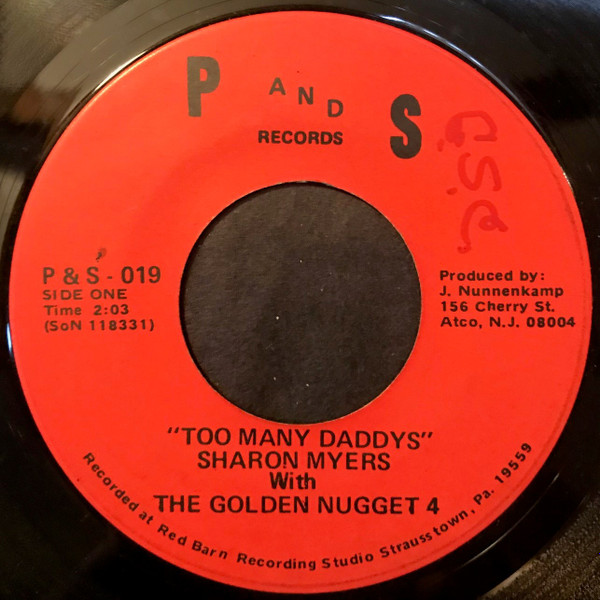 P AND S
RECORDS
P & S - 019
SIDE ONE
Time 2:03
(SoN 118331)
Produced by:
J. Nunnenkamp
156 Cherry St.
Atco, N.J. 08004
"TOO MANY DADDYS"
SHARON MYERS
With
THE GOLDEN NUGGET 4
Recorded at Red Barn Recording Studio Strausstown, Pa. 19559